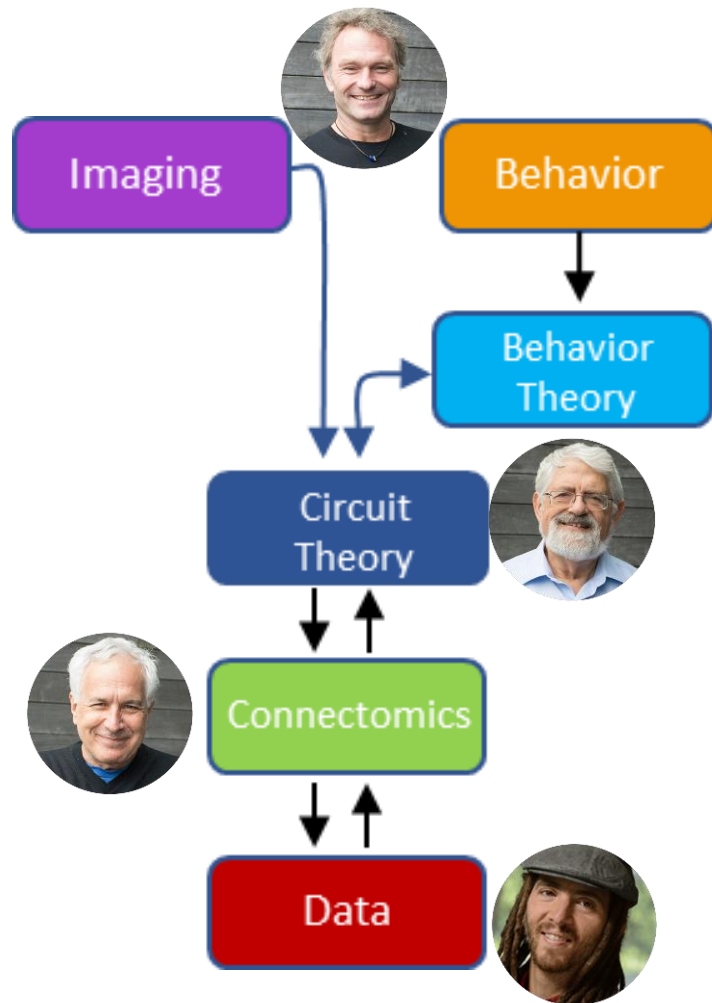 Imaging
Behavior
Behavior
Theory
Circuit
Theory
Connectomics
Data